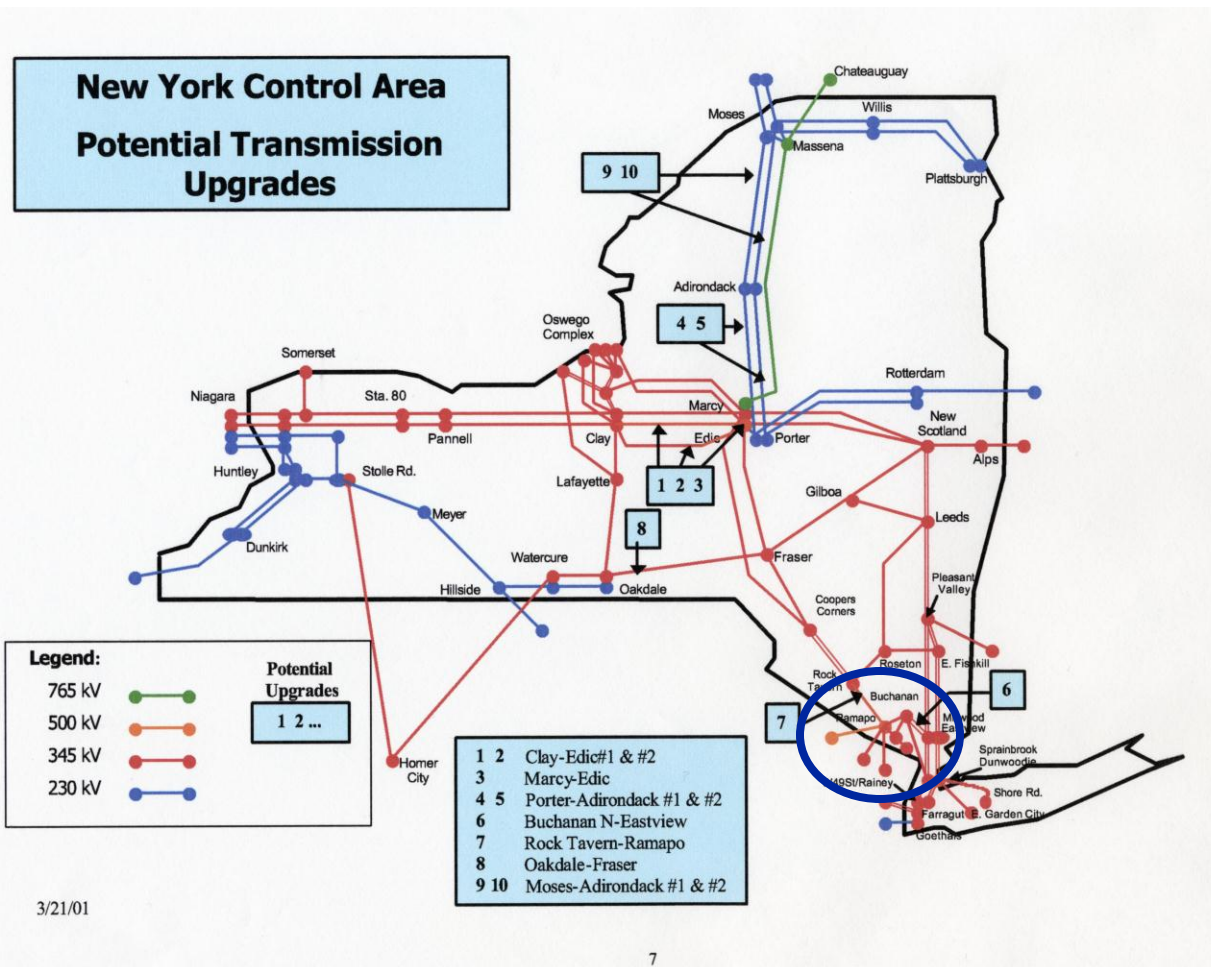 New York Control Area
Potential Transmission
Upgrades
Chateauguay
Moses
Willis
Massena
9 10
Plattsburgh
Adirondack
4 5
Oswego
Complex
Somerset
Rotterdam
Niagara
Sta. 80
Marcy
New
Scotland
Pannell
Clay
Edic
Porter
Alps
Huntley
Stolle Rd.
Lafayette
1 2 3
Gilboa
Meyer
8
Leeds
Dunkirk
Watercure
Fraser
Pleasant
Valley
Hillside
Oakdale
Coopers
Corners
Legend:
765 kV
500 kV
345 kV
230 kV
Potential
Upgrades
1 2 ...
Roseton
E. Fishkill
Rock
Tavern
Buchanan
6
7
Ramapo
Millwood
Eastview
Homer
City
Sprainbrook
Dunwoodie
/49St/Rainey
Shore Rd.
Farragut
E. Garden City
Goethals
1 2 Clay-Edic#1 & #2
3 Marcy-Edic
4 5 Porter-Adirondack #1 & #2
6 Buchanan N-Eastview
7 Rock Tavern-Ramapo
8 Oakdale-Fraser
9 10 Moses-Adirondack #1 & #2
3/21/01
7